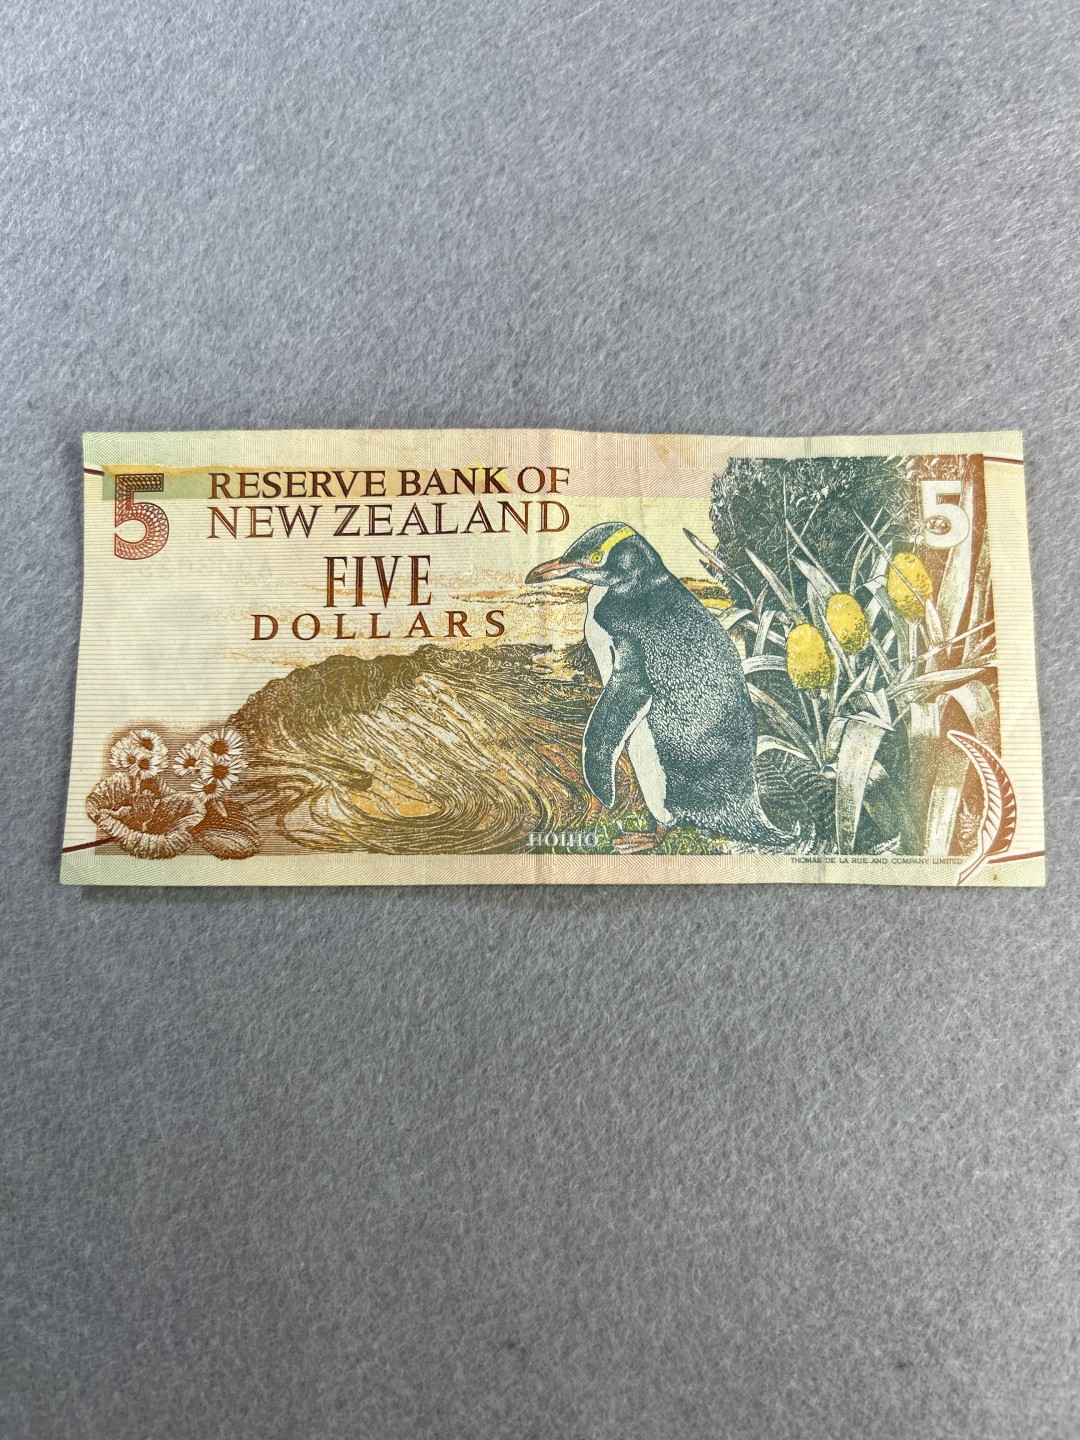 5
RESERVE BANK OF
NEW ZEALAND
FIVE
DOLLARS
5
HOIHO
THOMAS DE LA RUE AND COMPANY LIMITED